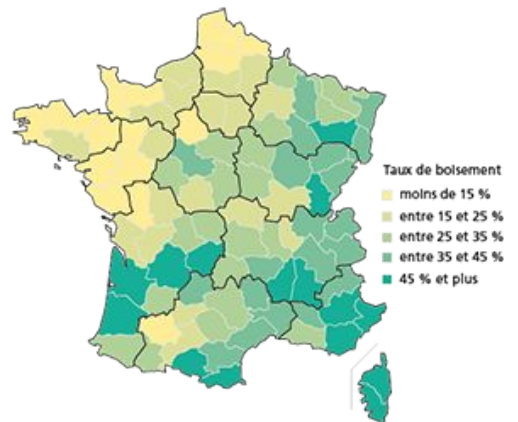 Taux de boisement
moins de 15 %
entre 15 et 25 %
entre 25 et 35 %
entre 35 et 45 %
45 % et plus